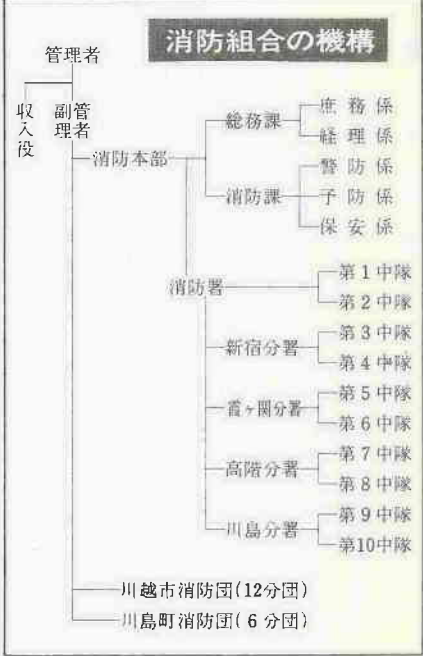 消防組合の機構
管理者
収入役
副管理者
消防本部
総務課
庶務係
経理係
消防課
警防係
予防係
保安係
消防署
第1中隊
第2中隊
新宿分署
第3中隊
第4中隊
霞ヶ関分署
第5中隊
第6中隊
高階分署
第7中隊
第8中隊
川島分署
第9中隊
第10中隊
川越市消防団(12分団)
川島町消防団(6分団)